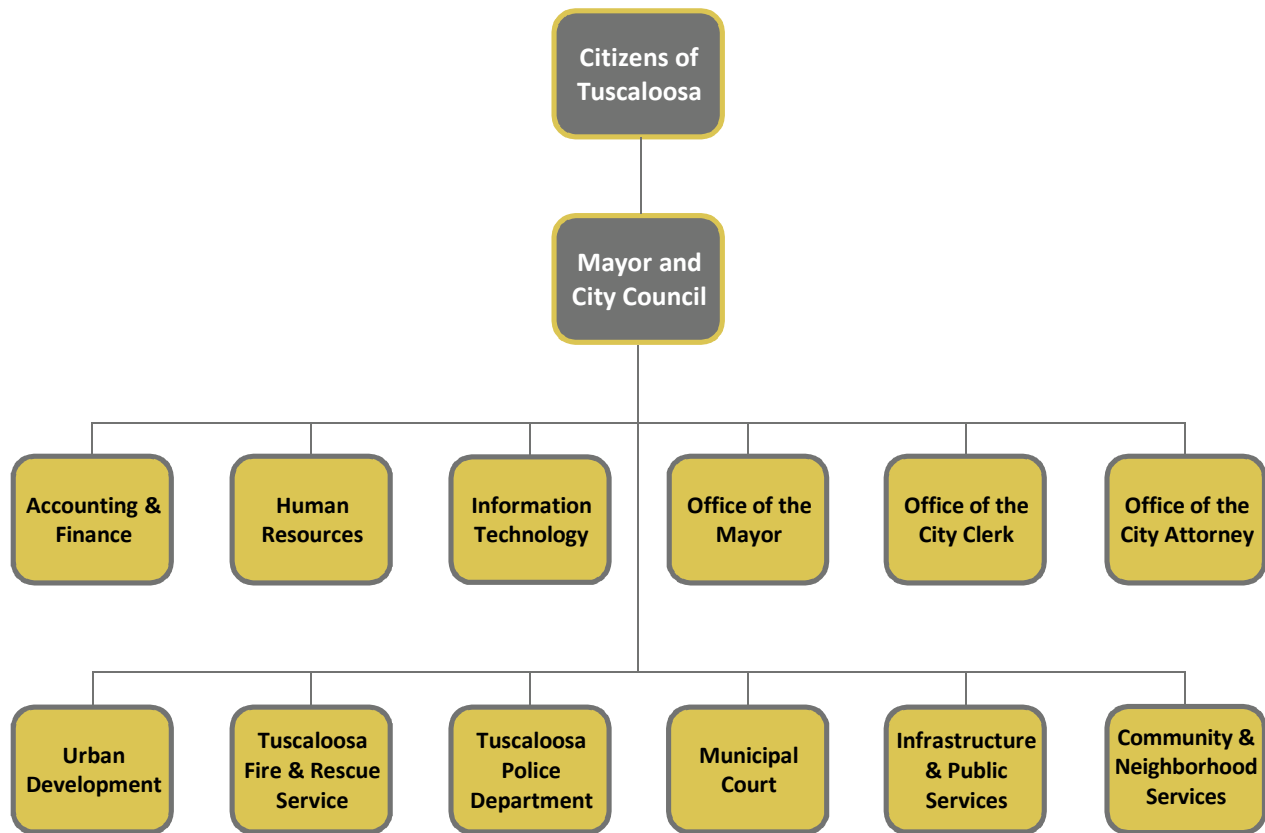 Citizens of
Tuscaloosa
Mayor and
City Council
Accounting &
Finance
Human
Resources
Information
Technology
Office of the
Mayor
Office of the
City Clerk
Office of the
City Attorney
Urban
Development
Tuscaloosa
Fire & Rescue
Service
Tuscaloosa
Police
Department
Municipal
Court
Infrastructure
& Public
Services
Community &
Neighborhood
Services